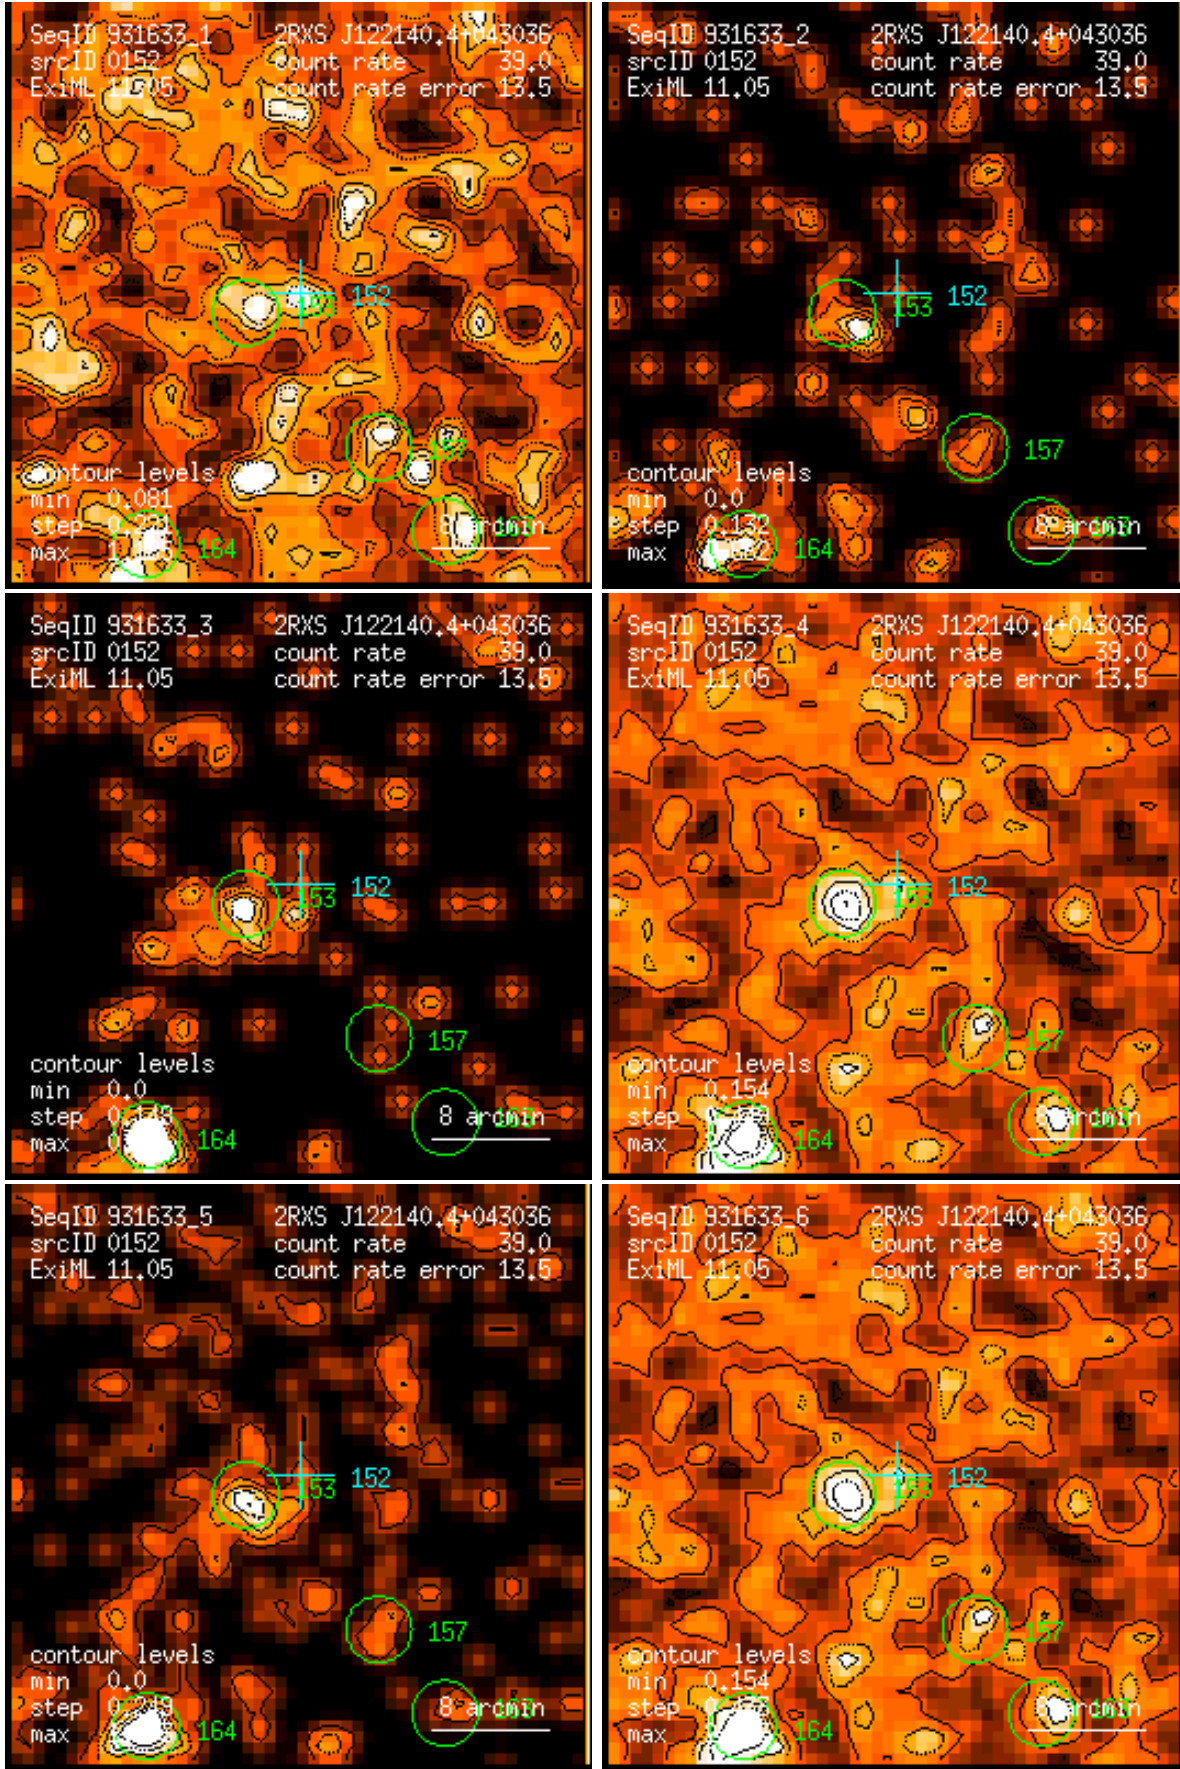 SeqID 931633_1 2RXS J122140.4+043036
srcID 0152 count rate 39.0
ExiML 11.05 count rate error 13.5
153 152
157
contour levels
min 0.081
step
max
164
8 arcmin
SeqID 931633_2 2RXS J122140.4+043036
srcID 0152 count rate 39.0
ExiML 11.05 count rate error 13.5
153 152
157
contour levels
min 0.0
step 0.132
max
164
8 arcmin
SeqID 931633_3 2RXS J122140.4+043036
srcID 0152 count rate 39.0
ExiML 11.05 count rate error 13.5
153 152
157
contour levels
min 0.0
step 0.149
max
164
8 arcmin
SeqID 931633_4 2RXS J122140.4+043036
srcID 0152 count rate 39.0
ExiML 11.05 count rate error 13.5
153 152
157
contour levels
min 0.154
step
max
164
8 arcmin
SeqID 931633_5 2RXS J122140.4+043036
srcID 0152 count rate 39.0
ExiML 11.05 count rate error 13.5
153 152
157
contour levels
min 0.0
step 0.249
max
164
8 arcmin
SeqID 931633_6 2RXS J122140.4+043036
srcID 0152 count rate 39.0
ExiML 11.05 count rate error 13.5
153 152
157
contour levels
min 0.154
step
max
164
8 arcmin